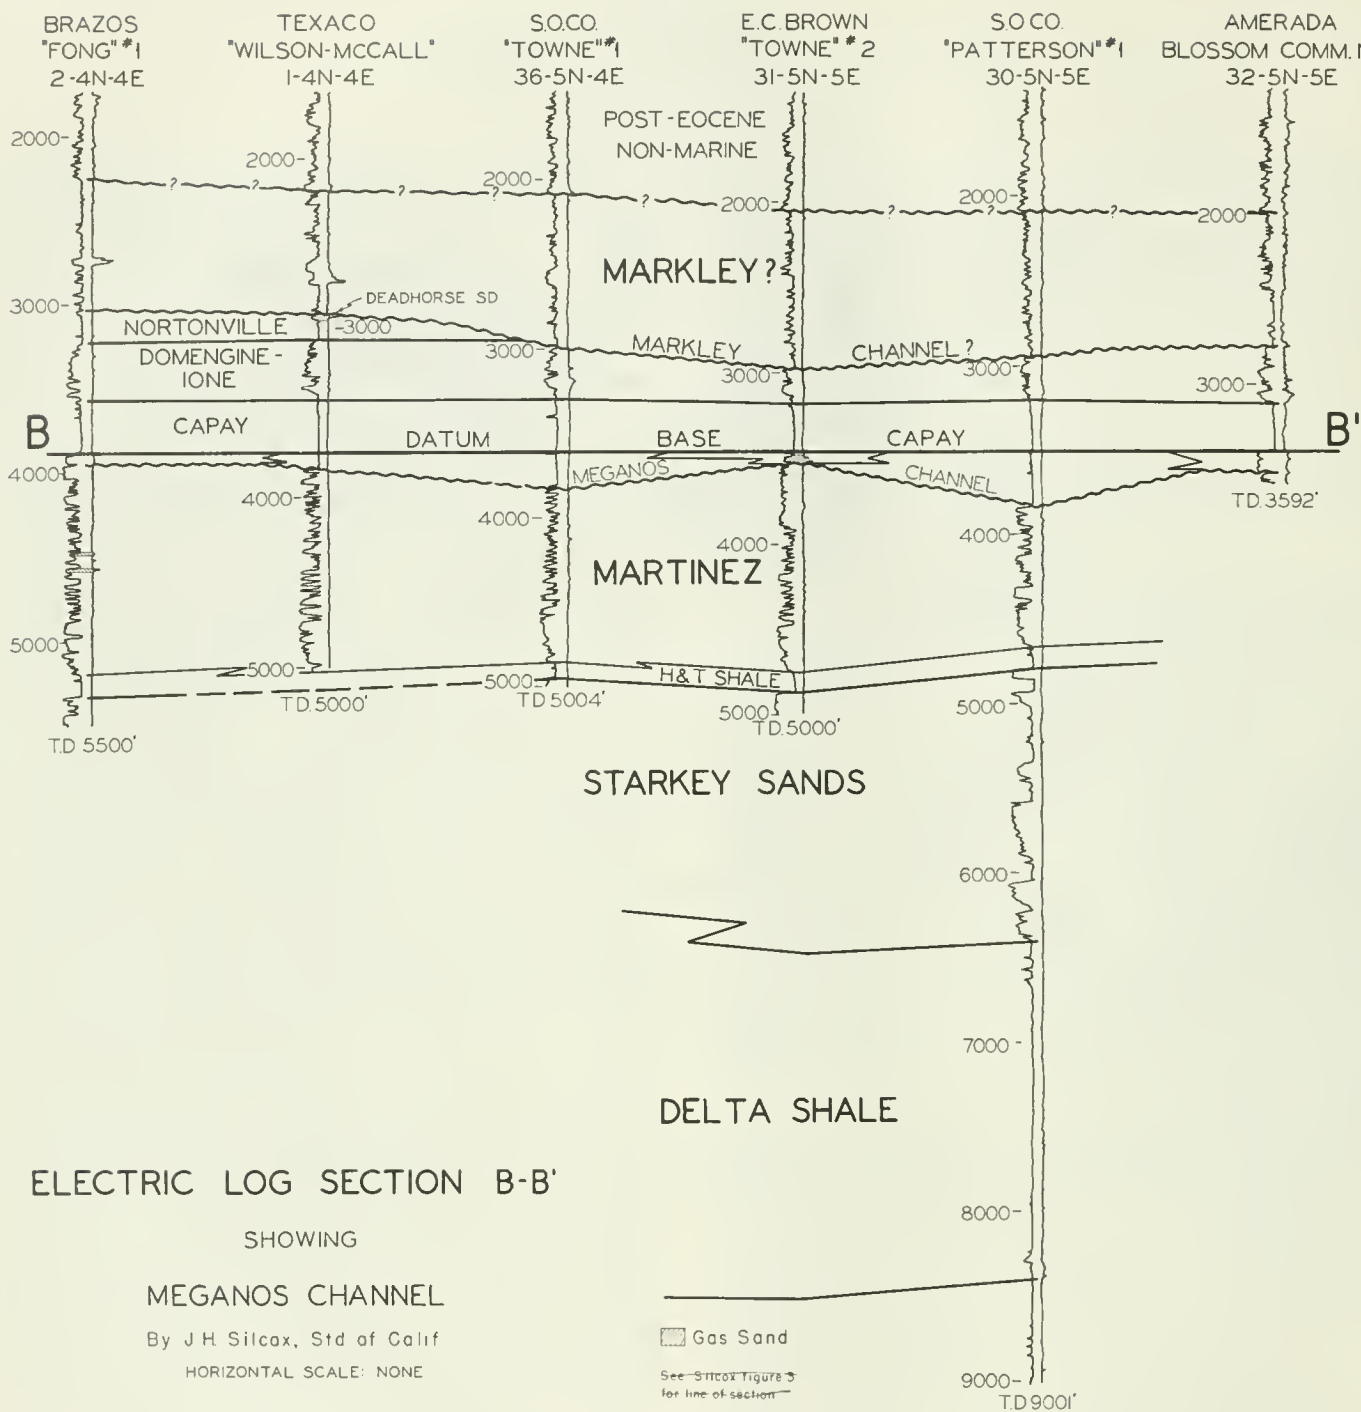 BRAZOS
"FONG" #1
2-4N-4E
TEXACO
"WILSON-McCALL"
1-4N-4E
S.O.CO.
"TOWNE" #1
36-5N-4E
E.C. BROWN
"TOWNE" #2
31-5N-5E
S.O CO.
"PATTERSON" #1
30-5N-5E
AMERADA
BLOSSOM COMM.
32-5N-5E
POST-EOCENE
NON-MARINE
2000-
2000-
2000-
2000-
2000-
2000
? ? ? ? ? ? ? ?
MARKLEY?
DEADHORSE SD
3000-
NORTONVILLE
-3000
3000-
MARKLEY
CHANNEL?
3000-
3000-
3000-
DOMENGINE-
IONE
CAPAY
B
DATUM
BASE
CAPAY
B'
4000-
MEGANOS
CHANNEL
T.D. 3592'
4000-
4000-
4000-
4000-
MARTINEZ
5000-
5000-
5000-
H&T SHALE
5000-
5000-
T.D 5500'
T.D. 5000'
T.D 5004'
T.D. 5000'
STARKEY SANDS
6000-
7000-
DELTA SHALE
8000-
9000-
T.D 9001'
ELECTRIC LOG SECTION B-B'
SHOWING
MEGANOS CHANNEL
By J H. Silcox, Std of Calif
HORIZONTAL SCALE: NONE
Gas Sand
See Silcox figure 3
for line of section